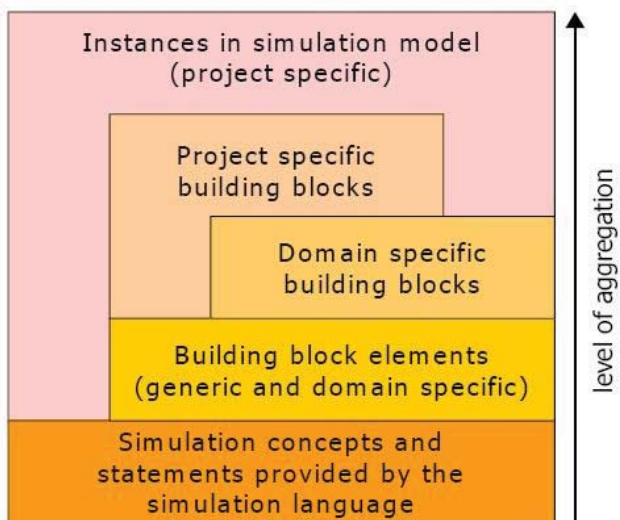 Instances in simulation model
(project specific)
Project specific
building blocks
Domain specific
building blocks
Building block elements
(generic and domain specific)
Simulation concepts and
statements provided by the
simulation language
level of aggregation